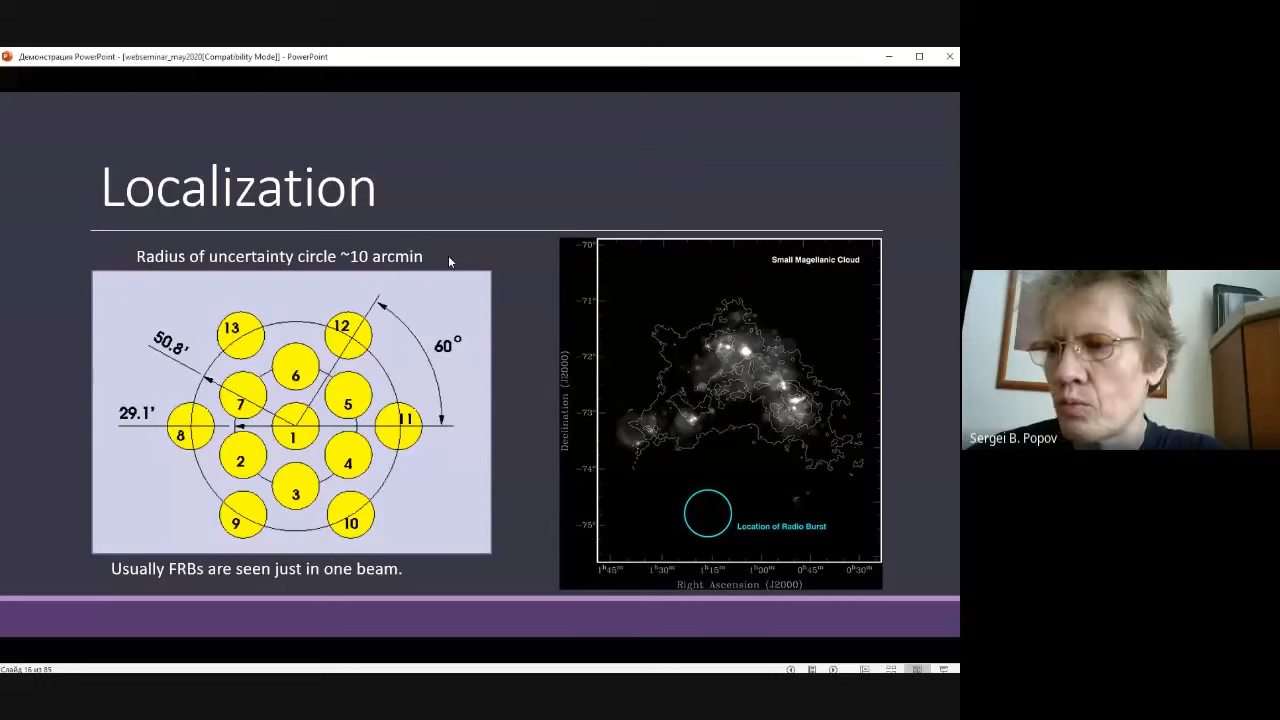 Демонстрация PowerPoint - [webseminar_may2020[Compatibility Mode]] - PowerPoint
Localization
Radius of uncertainty circle ~10 arcmin
13
12
50.8'
60°
6
7
5
29.1'
8
1
11
2
4
3
9
10
Usually FRBs are seen just in one beam.
Small Magellanic Cloud
-70°
-71°
-72°
-73°
-74°
-75°
Declination (J2000)
Location of Radio Burst
1ʰ45ᵐ 1ʰ30ᵐ 1ʰ15ᵐ 1ʰ00ᵐ 0ʰ45ᵐ 0ʰ30ᵐ
Right Ascension (J2000)
Sergei B. Popov
Слайд 16 из 85